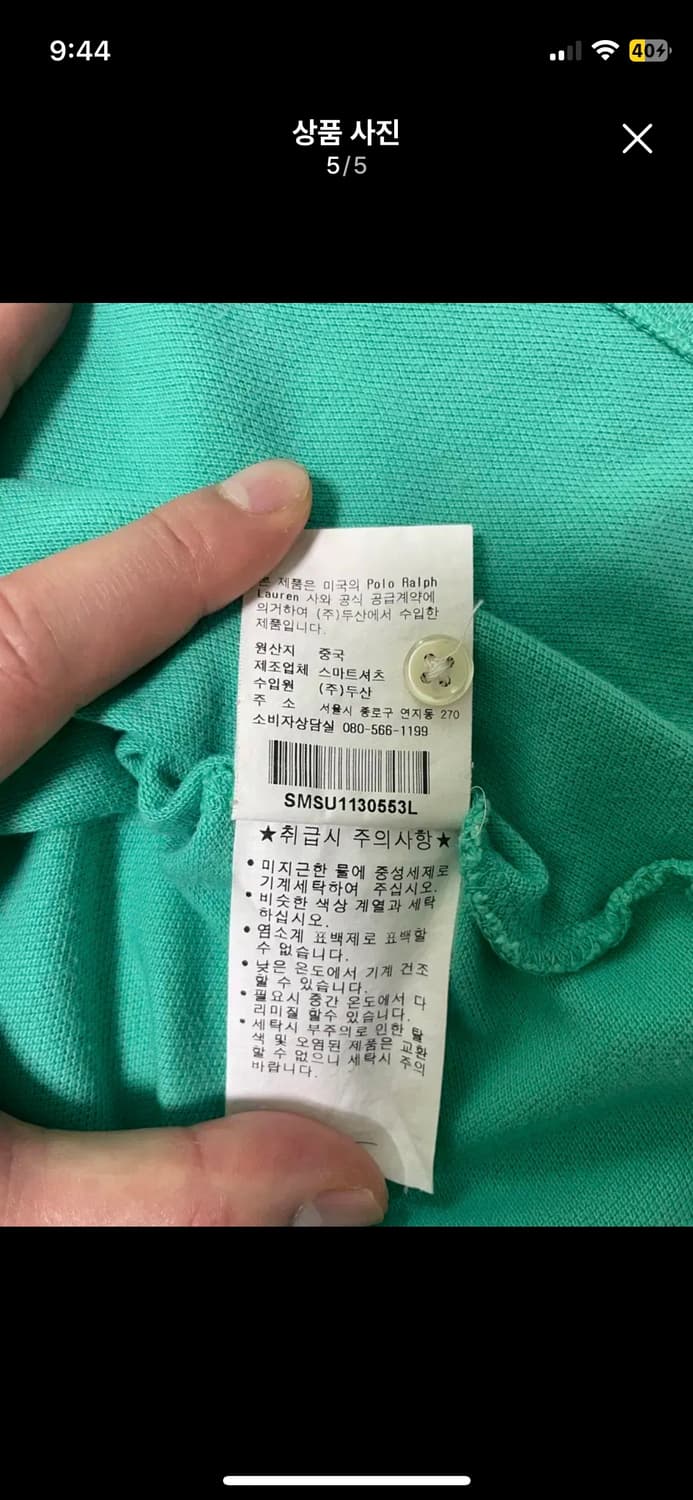 9:44
40
상품 사진
5/5
제품은 미국의 Polo Ralph
Lauren 사와 공식 공급계약에
의거하여 (주)두산에서 수입한
제품입니다.
원산지 중국
제조업체 스마트셔츠
수입원 (주)두산
주 소 서울시 종로구 연지동 270
소비자상담실 080-566-1199
SMSU1130553L
★취급시 주의사항★
• 미지근한 물에 중성세제로
기계세탁하여 주십시오.
• 비슷한 색상 계열과 세탁
하십시오.
• 염소계 표백제로 표백할
수 없습니다.
• 낮은 온도에서 기계 건조
할 수 있습니다.
• 필요시 중간 온도에서 다
리미질 할수 있습니다.
• 세탁시 부주의로 인한 탈
색 및 오염된 제품은 교환
할 수 없으니 세탁시 주의
바랍니다.